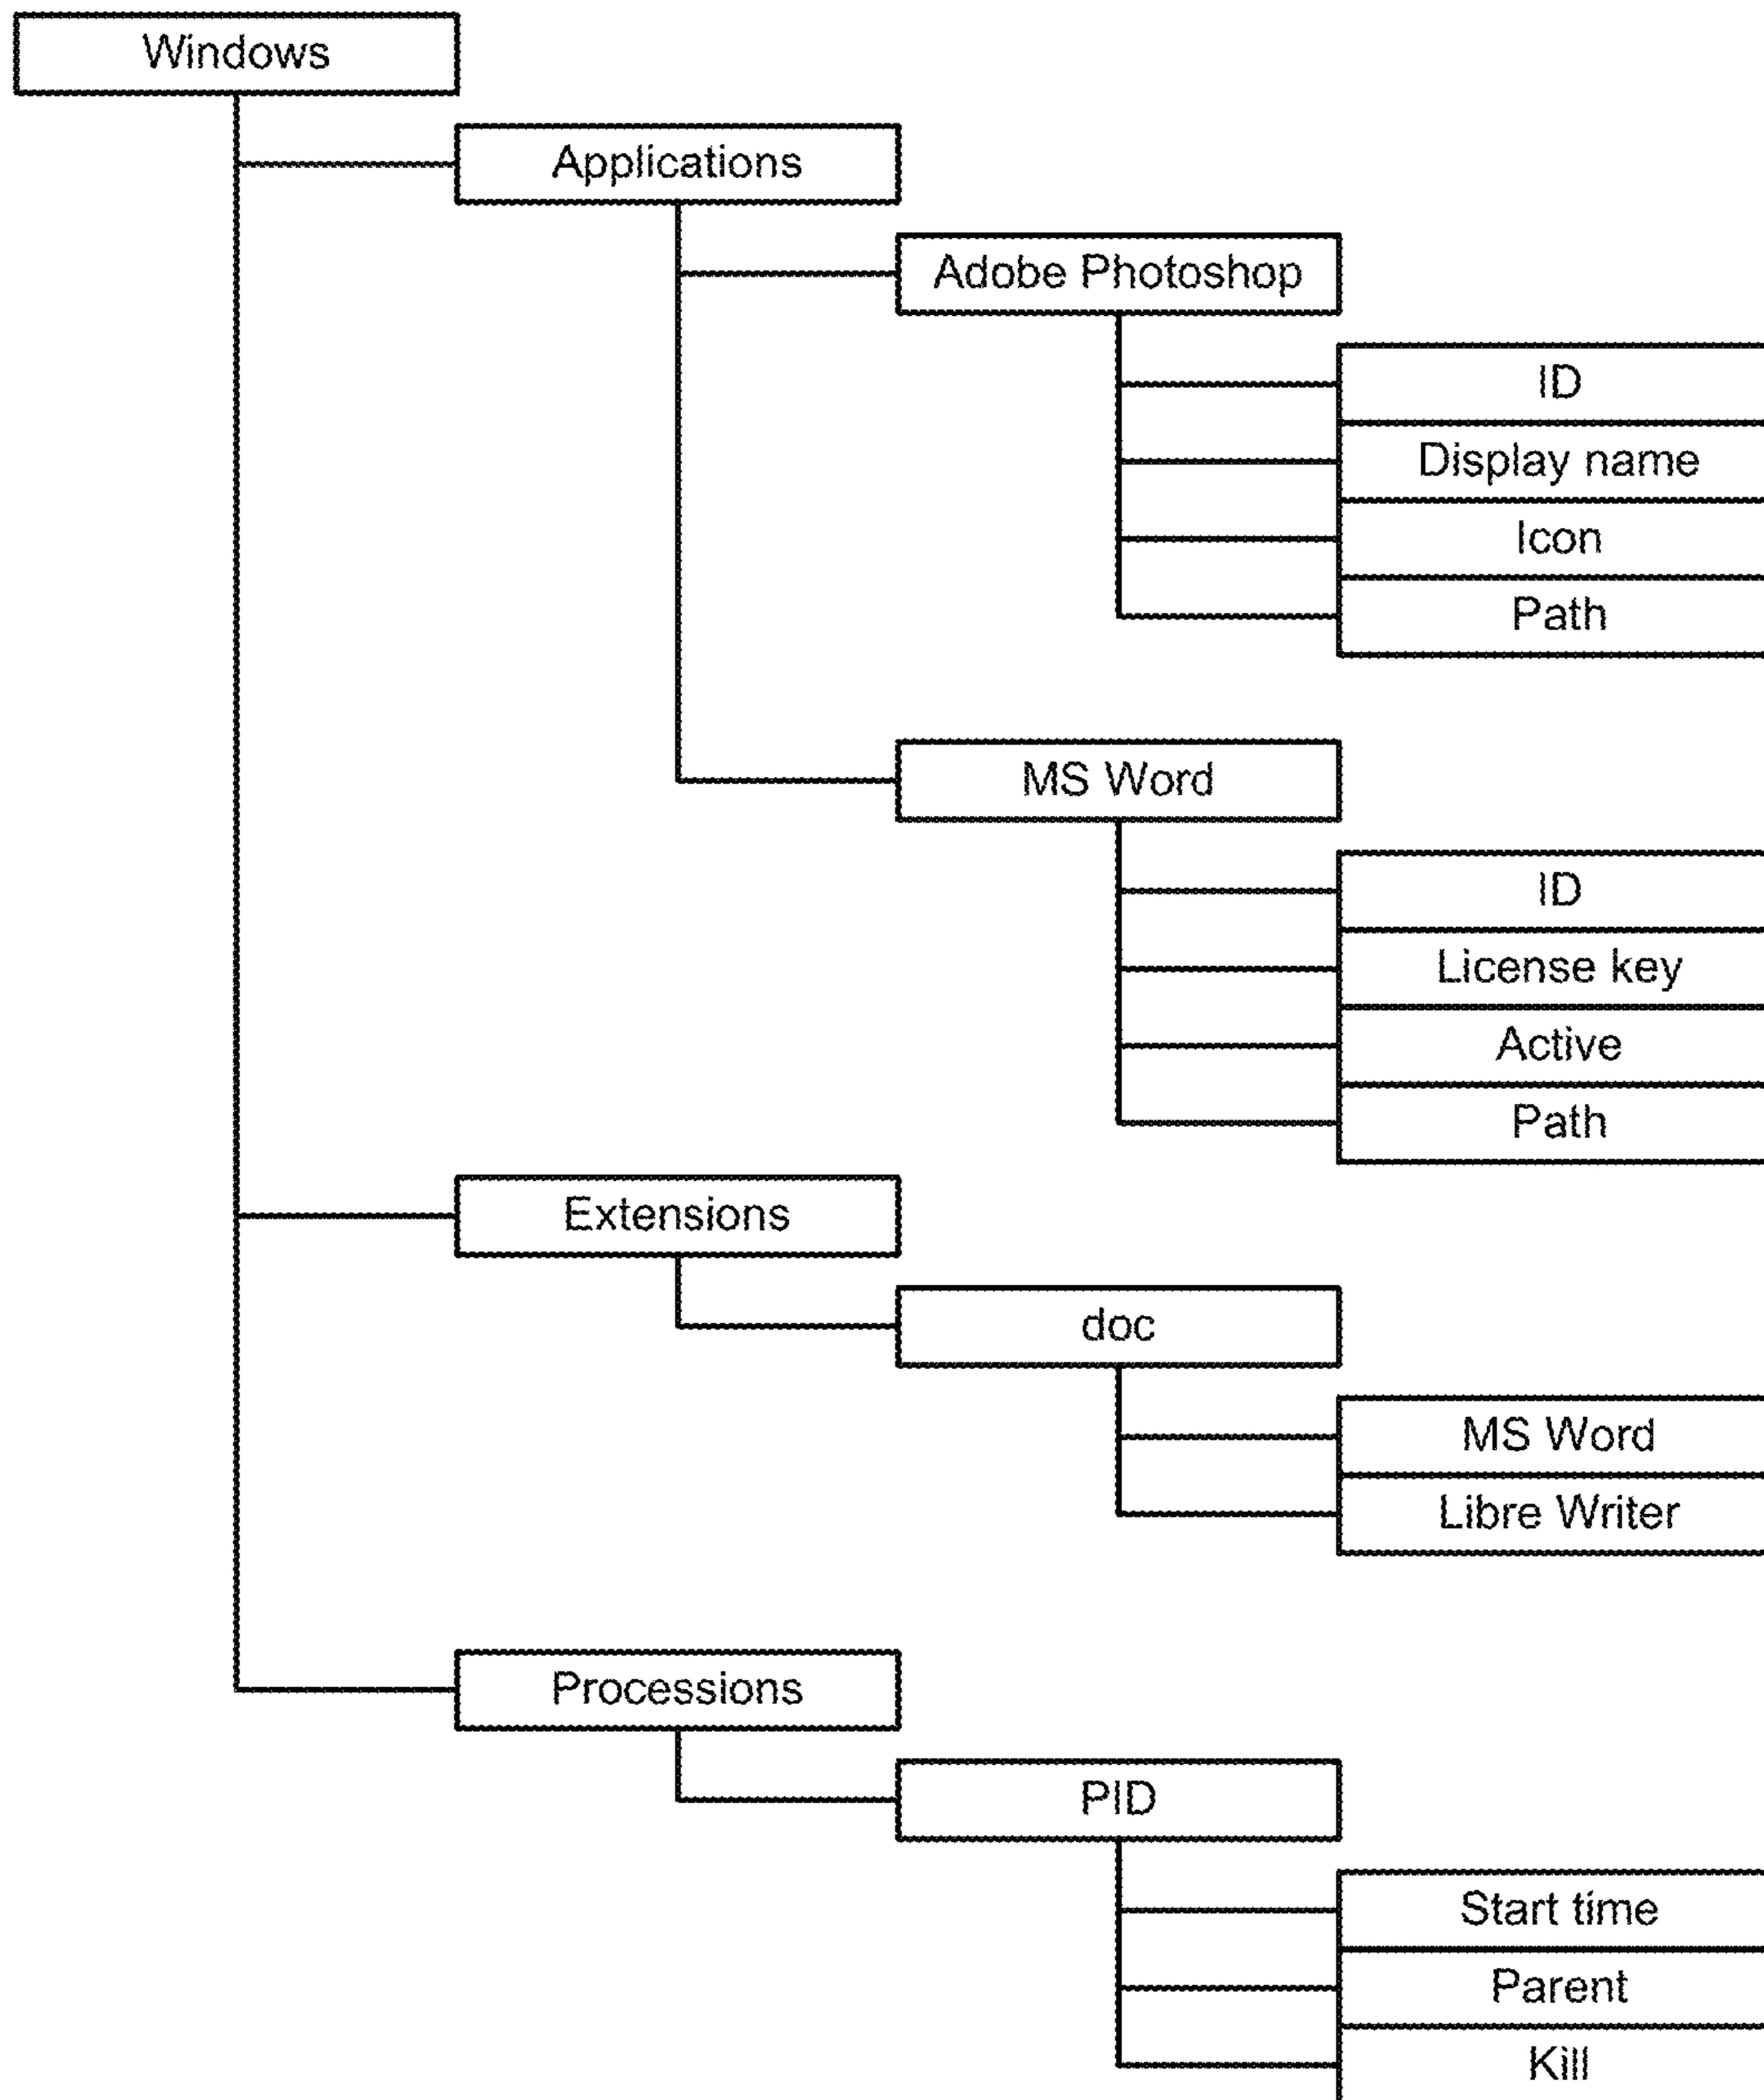 Windows
Applications
Adobe Photoshop
ID
Display name
Icon
Path
MS Word
ID
License key
Active
Path
Extensions
doc
MS Word
Libre Writer
Processions
PID
Start time
Parent
Kill